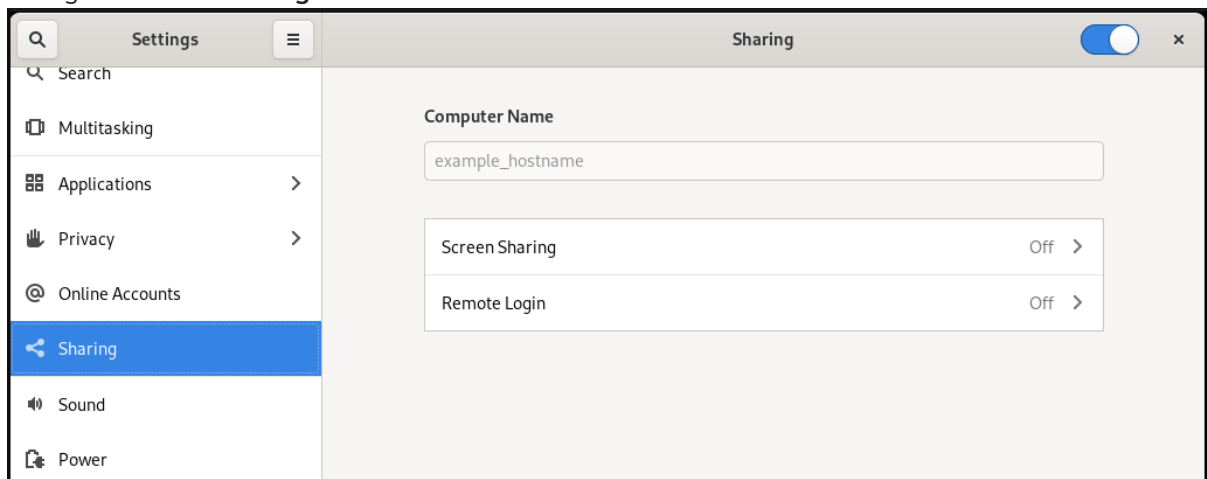 Settings
Sharing
Search
Multitasking
Applications
Privacy
Online Accounts
Sharing
Sound
Power
Computer Name
example_hostname
Screen Sharing Off
Remote Login Off